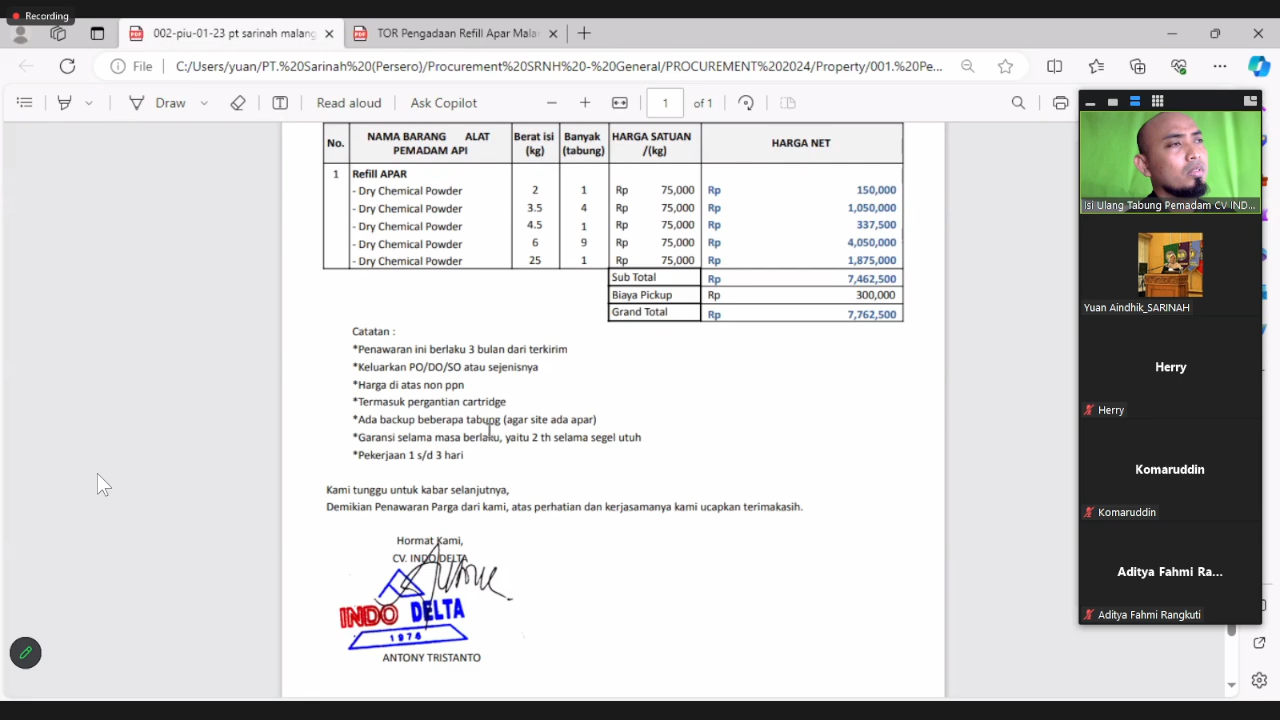 Recording
002-piu-01-23 pt sarinah malang
TOR Pengadaan Refill Apar Mala
File
C:/Users/yuan/PT.%20Sarinah%20(Persero)/Procurement%20SRNH%20-%20General/PROCUREMENT%202024/Property/001.%20Pe...
Draw
Read aloud
Ask Copilot
1 of 1
No. NAMA BARANG ALAT PEMADAM API Berat isi (kg) Banyak (tabung) HARGA SATUAN /(kg) HARGA NET
1 Refill APAR
- Dry Chemical Powder 2 1 Rp 75,000 Rp 150,000
- Dry Chemical Powder 3.5 4 Rp 75,000 Rp 1,050,000
- Dry Chemical Powder 4.5 1 Rp 75,000 Rp 337,500
- Dry Chemical Powder 6 9 Rp 75,000 Rp 4,050,000
- Dry Chemical Powder 25 1 Rp 75,000 Rp 1,875,000
Sub Total Rp 7,462,500
Biaya Pickup Rp 300,000
Grand Total Rp 7,762,500
Catatan :
*Penawaran ini berlaku 3 bulan dari terkirim
*Keluarkan PO/DO/SO atau sejenisnya
*Harga di atas non ppn
*Termasuk pergantian cartridge
*Ada backup beberapa tabung (agar site ada apar)
*Garansi selama masa berlaku, yaitu 2 th selama segel utuh
*Pekerjaan 1 s/d 3 hari
Kami tunggu untuk kabar selanjutnya,
Demikian Penawaran Parga dari kami, atas perhatian dan kerjasamanya kami ucapkan terimakasih.
Hormat Kami,
CV. INDO DELTA
INDO DELTA
1974
ANTONY TRISTANTO
Isi Ulang Tabung Pemadam CV IND...
Yuan Aindhik_SARINAH
Herry
Herry
Komaruddin
Komaruddin
Aditya Fahmi Ra...
Aditya Fahmi Rangkuti